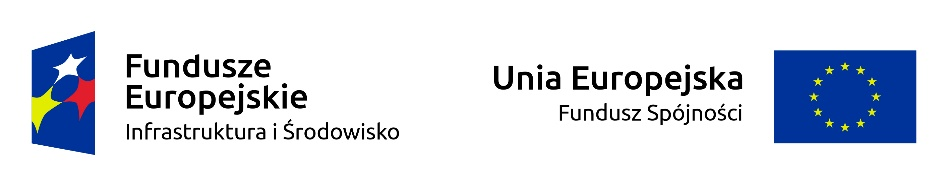 Fundusze
Europejskie
Infrastruktura i Środowisko
Unia Europejska
Fundusz Spójności